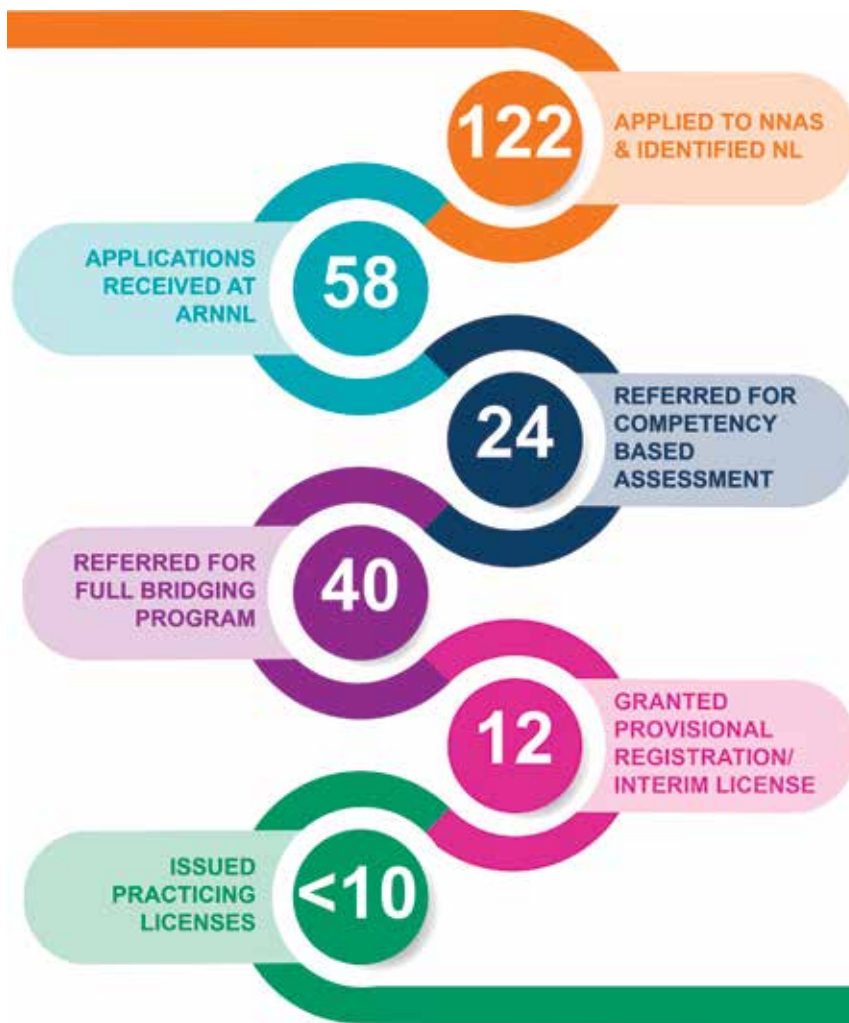 122
APPLIED TO NNAS
& IDENTIFIED NL
APPLICATIONS
RECEIVED AT
ARNNL
58
24
REFERRED FOR
COMPETENCY
BASED
ASSESSMENT
REFERRED FOR
FULL BRIDGING
PROGRAM
40
12
GRANTED
PROVISIONAL
REGISTRATION/
INTERIM LICENSE
ISSUED
PRACTICING
LICENSES
<10